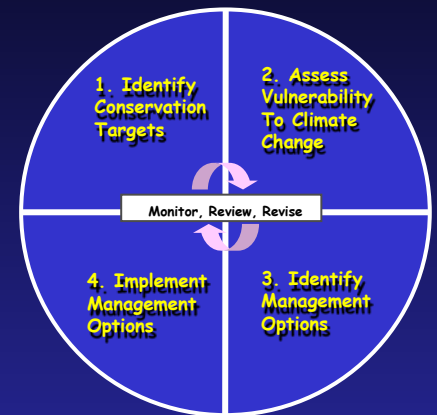 1. Identify
Conservation
Targets
2. Assess
Vulnerability
To Climate
Change
Monitor, Review, Revise
4. Implement
Management
Options
3. Identify
Management
Options